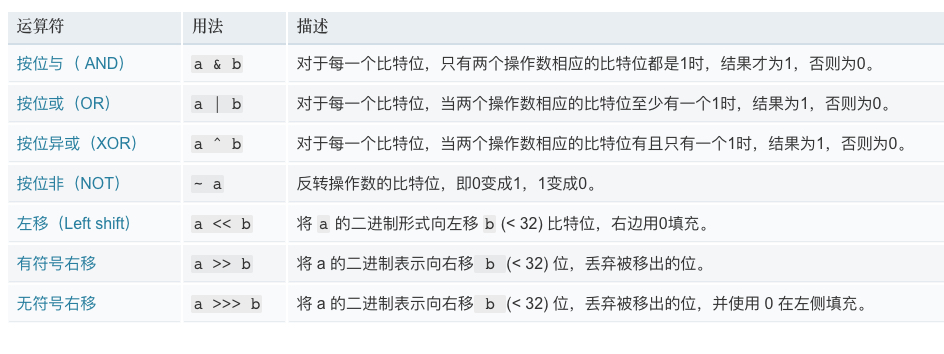 运算符 用法 描述
按位与（ AND） a & b 对于每一个比特位，只有两个操作数相应的比特位都是1时，结果才为1，否则为0。
按位或（OR） a | b 对于每一个比特位，当两个操作数相应的比特位至少有一个1时，结果为1，否则为0。
按位异或（XOR） a ^ b 对于每一个比特位，当两个操作数相应的比特位有且只有一个1时，结果为1，否则为0。
按位非（NOT） ~ a 反转操作数的比特位，即0变成1，1变成0。
左移（Left shift） a << b 将 a 的二进制形式向左移 b (< 32) 比特位，右边用0填充。
有符号右移 a >> b 将 a 的二进制表示向右移 b (< 32) 位，丢弃被移出的位。
无符号右移 a >>> b 将 a 的二进制表示向右移 b (< 32) 位，丢弃被移出的位，并使用 0 在左侧填充。